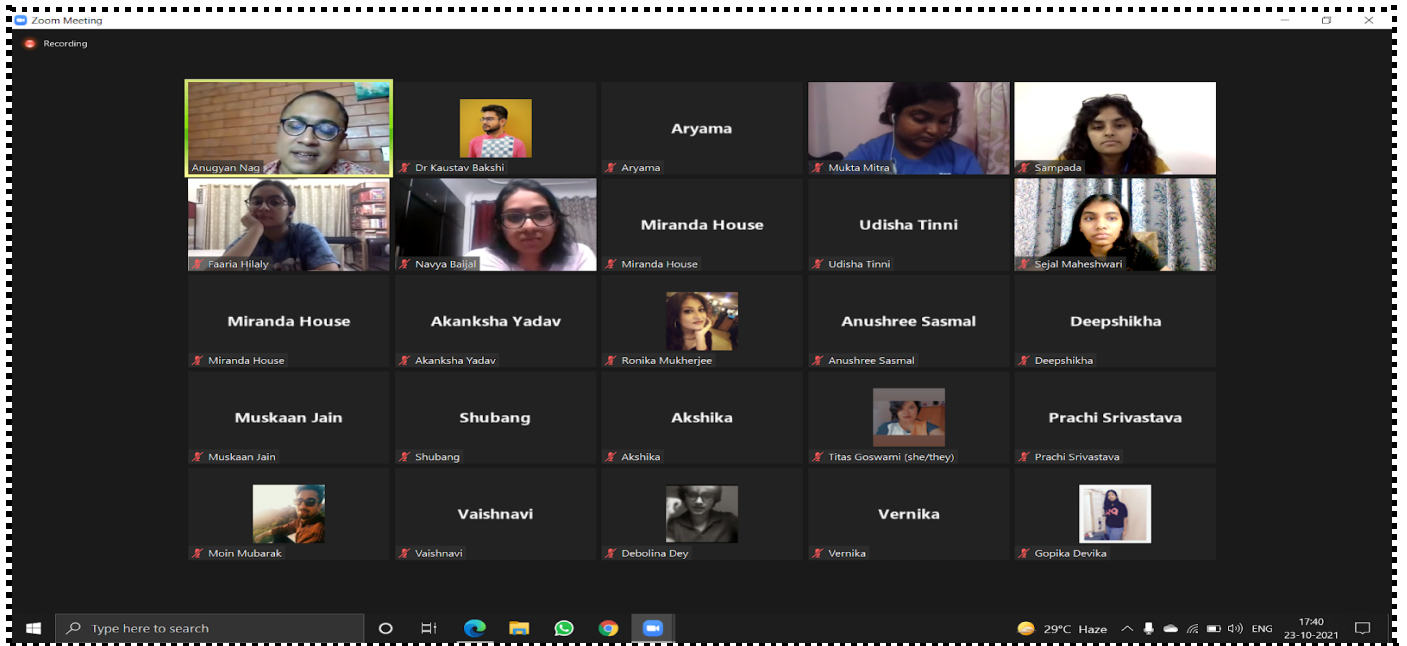 Zoom Meeting
Recording
Anugyan Nag
Dr Kaustav Bakshi
Aryama
Aryama
Mukta Mitra
Sampada
Faaria Hilaly
Navya Baijal
Miranda House
Miranda House
Udisha Tinni
Udisha Tinni
Sejal Maheshwari
Miranda House
Miranda House
Akanksha Yadav
Akanksha Yadav
Ronika Mukherjee
Anushree Sasmal
Anushree Sasmal
Deepshikha
Deepshikha
Muskaan Jain
Muskaan Jain
Shubang
Shubang
Akshika
Akshika
Titas Goswami (she/they)
Prachi Srivastava
Prachi Srivastava
Moin Mubarak
Vaishnavi
Vaishnavi
Debolina Dey
Vernika
Vernika
Gopika Devika
Type here to search
29°C Haze
ENG
17:40
23-10-2021